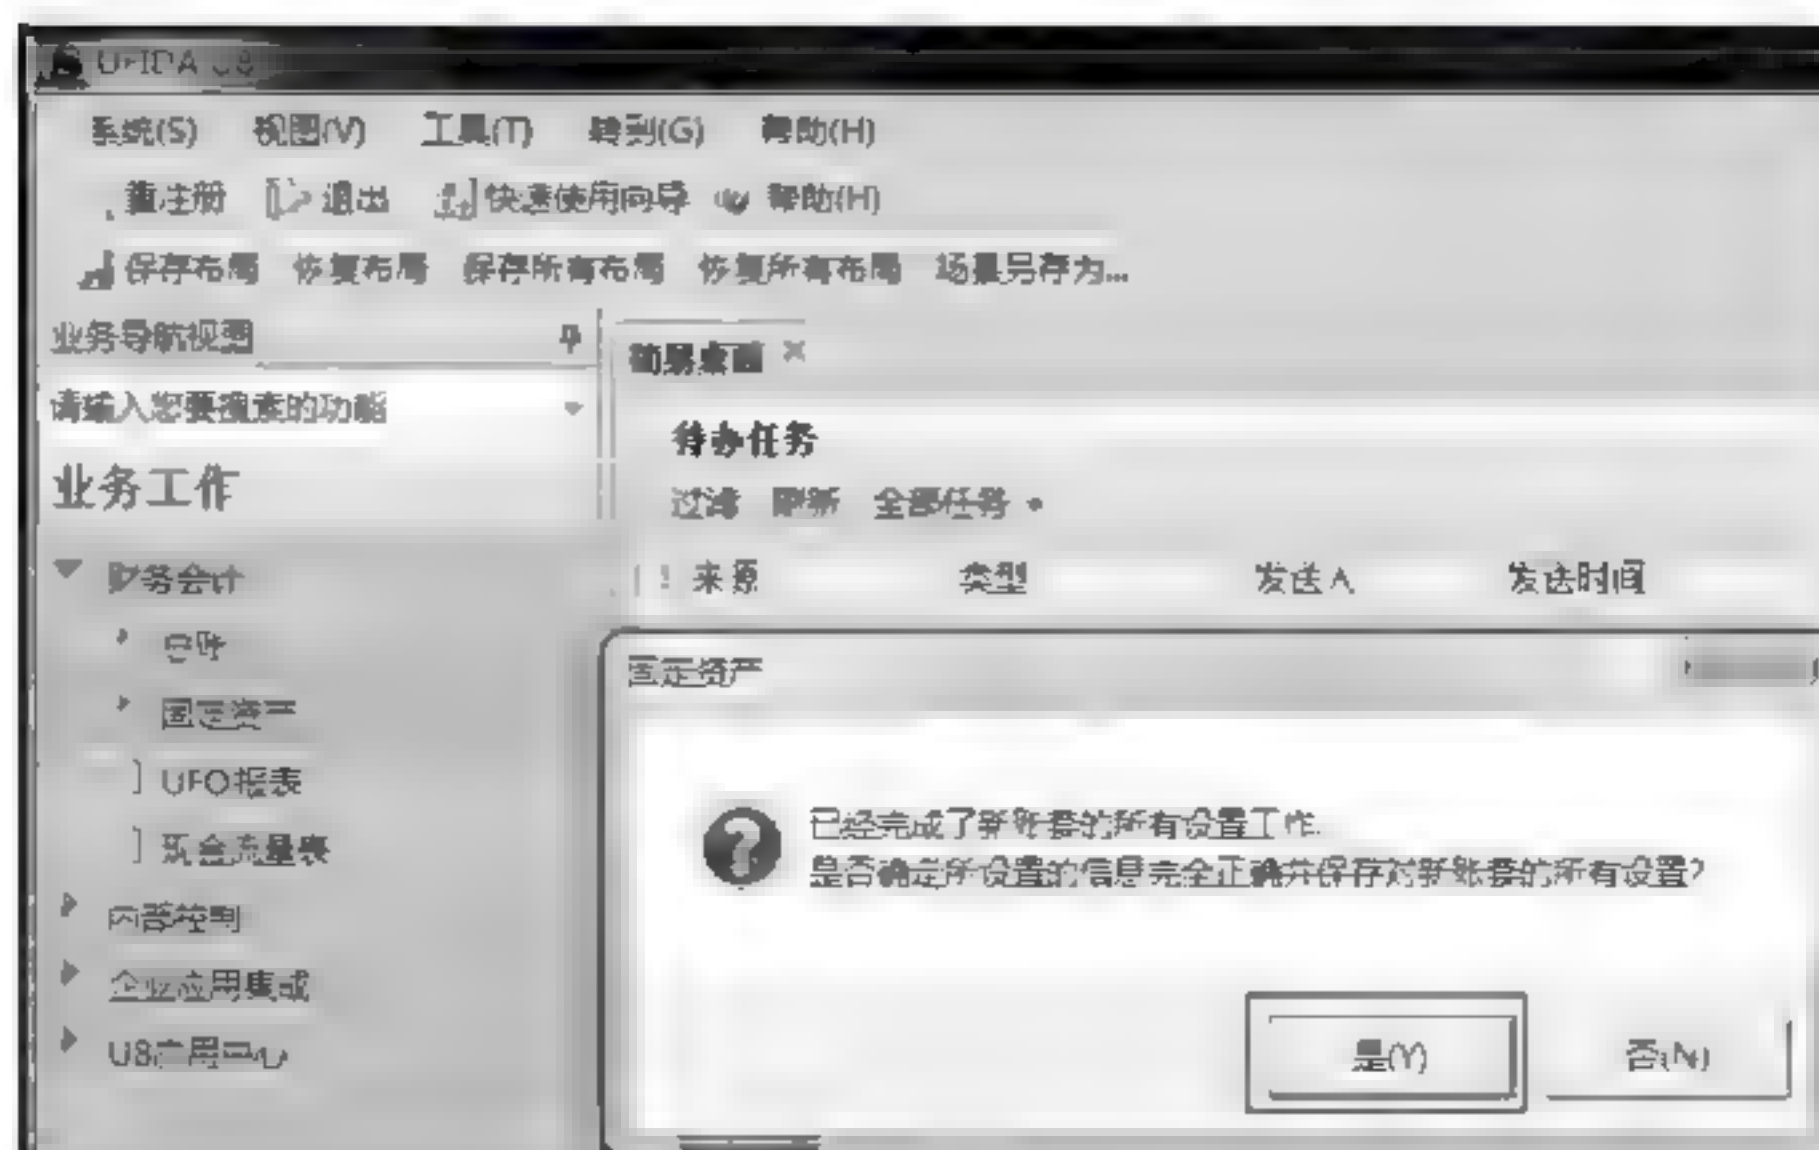 UFIDA U8
系统(S) 视图(V) 工具(T) 转到(G) 帮助(H)
重注册 退出 快速使用向导 帮助(H)
保存布局 恢复布局 保存所有布局 恢复所有布局 场景另存为...
业务导航视图
简易桌面
请输入您要搜索的功能
待办任务
业务工作
过滤 刷新 全部任务
! 来源 类型 发送人 发送时间
财务会计
总账
固定资产
UFO报表
现金流量表
内部控制
企业应用集成
U8应用中心
固定资产
已经完成了新账套的所有设置工作.
是否确定所设置的信息完全正确并保存对新账套的所有设置?
是(Y) 否(N)